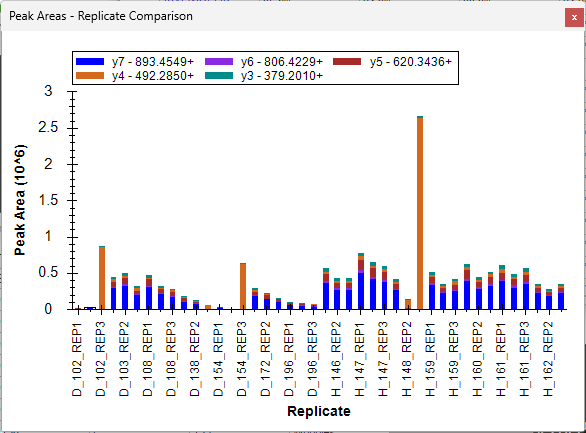 Peak Areas - Replicate Comparison
x
y7 - 893.4549+ y6 - 806.4229+ y5 - 620.3436+
y4 - 492.2850+ y3 - 379.2010+
3
2.5
2
1.5
1
0.5
0
Peak Area (10^6)
D_102_REP1
D_102_REP3
D_103_REP2
D_108_REP1
D_108_REP3
D_138_REP2
D_154_REP1
D_154_REP3
D_172_REP2
D_196_REP1
D_196_REP3
H_146_REP2
H_147_REP1
H_147_REP3
H_148_REP2
H_159_REP1
H_159_REP3
H_160_REP2
H_161_REP1
H_161_REP3
H_162_REP2
Replicate